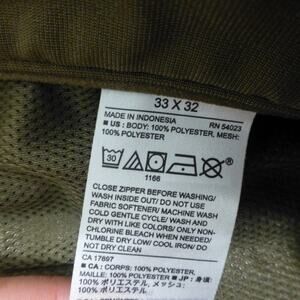 33 X 32
MADE IN INDONESIA RN 54023
■ US: BODY: 100% POLYESTER, MESH:
100% POLYESTER
30
1166
CLOSE ZIPPER BEFORE WASHING/
WASH INSIDE OUT/ DO NOT USE
FABRIC SOFTENER/ MACHINE WASH
COLD GENTLE CYCLE/ WASH AND
DRY WITH LIKE COLORS/ ONLY NON-
CHLORINE BLEACH WHEN NEEDED/
TUMBLE DRY LOW/ COOL IRON/ DO
NOT DRY CLEAN
CA 17897
■ CA: CORPS: 100% POLYESTER,
MAILLE: 100% POLYESTER ■ JP: 身頃:
100% ポリエステル, メッシュ:
100% ポリエステル